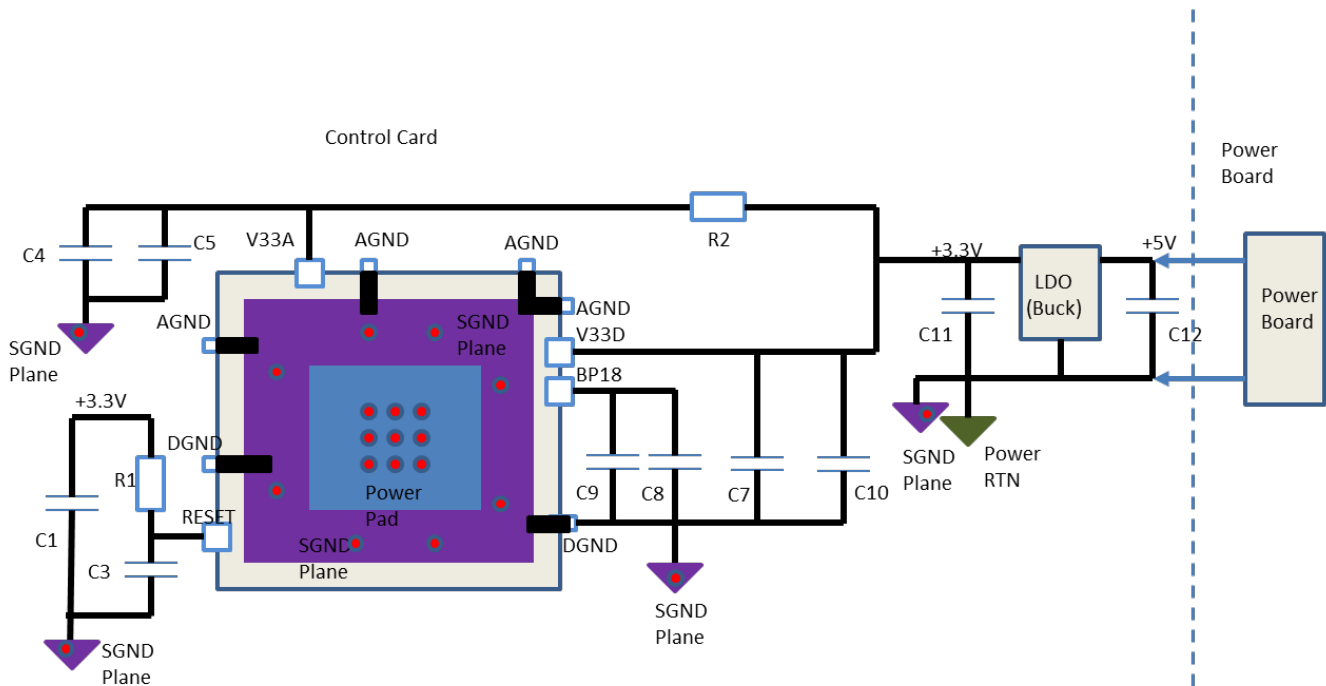 Control Card
Power
Board
C4
C5
V33A
AGND
AGND
R2
+3.3V
+5V
LDO
(Buck)
Power
Board
AGND
AGND
SGND
Plane
SGND
Plane
V33D
C11
C12
BP18
+3.3V
DGND
R1
SGND
Plane
Power
RTN
Power
Pad
C9
C8
C7
C10
RESET
C1
C3
SGND
Plane
DGND
SGND
Plane
SGND
Plane